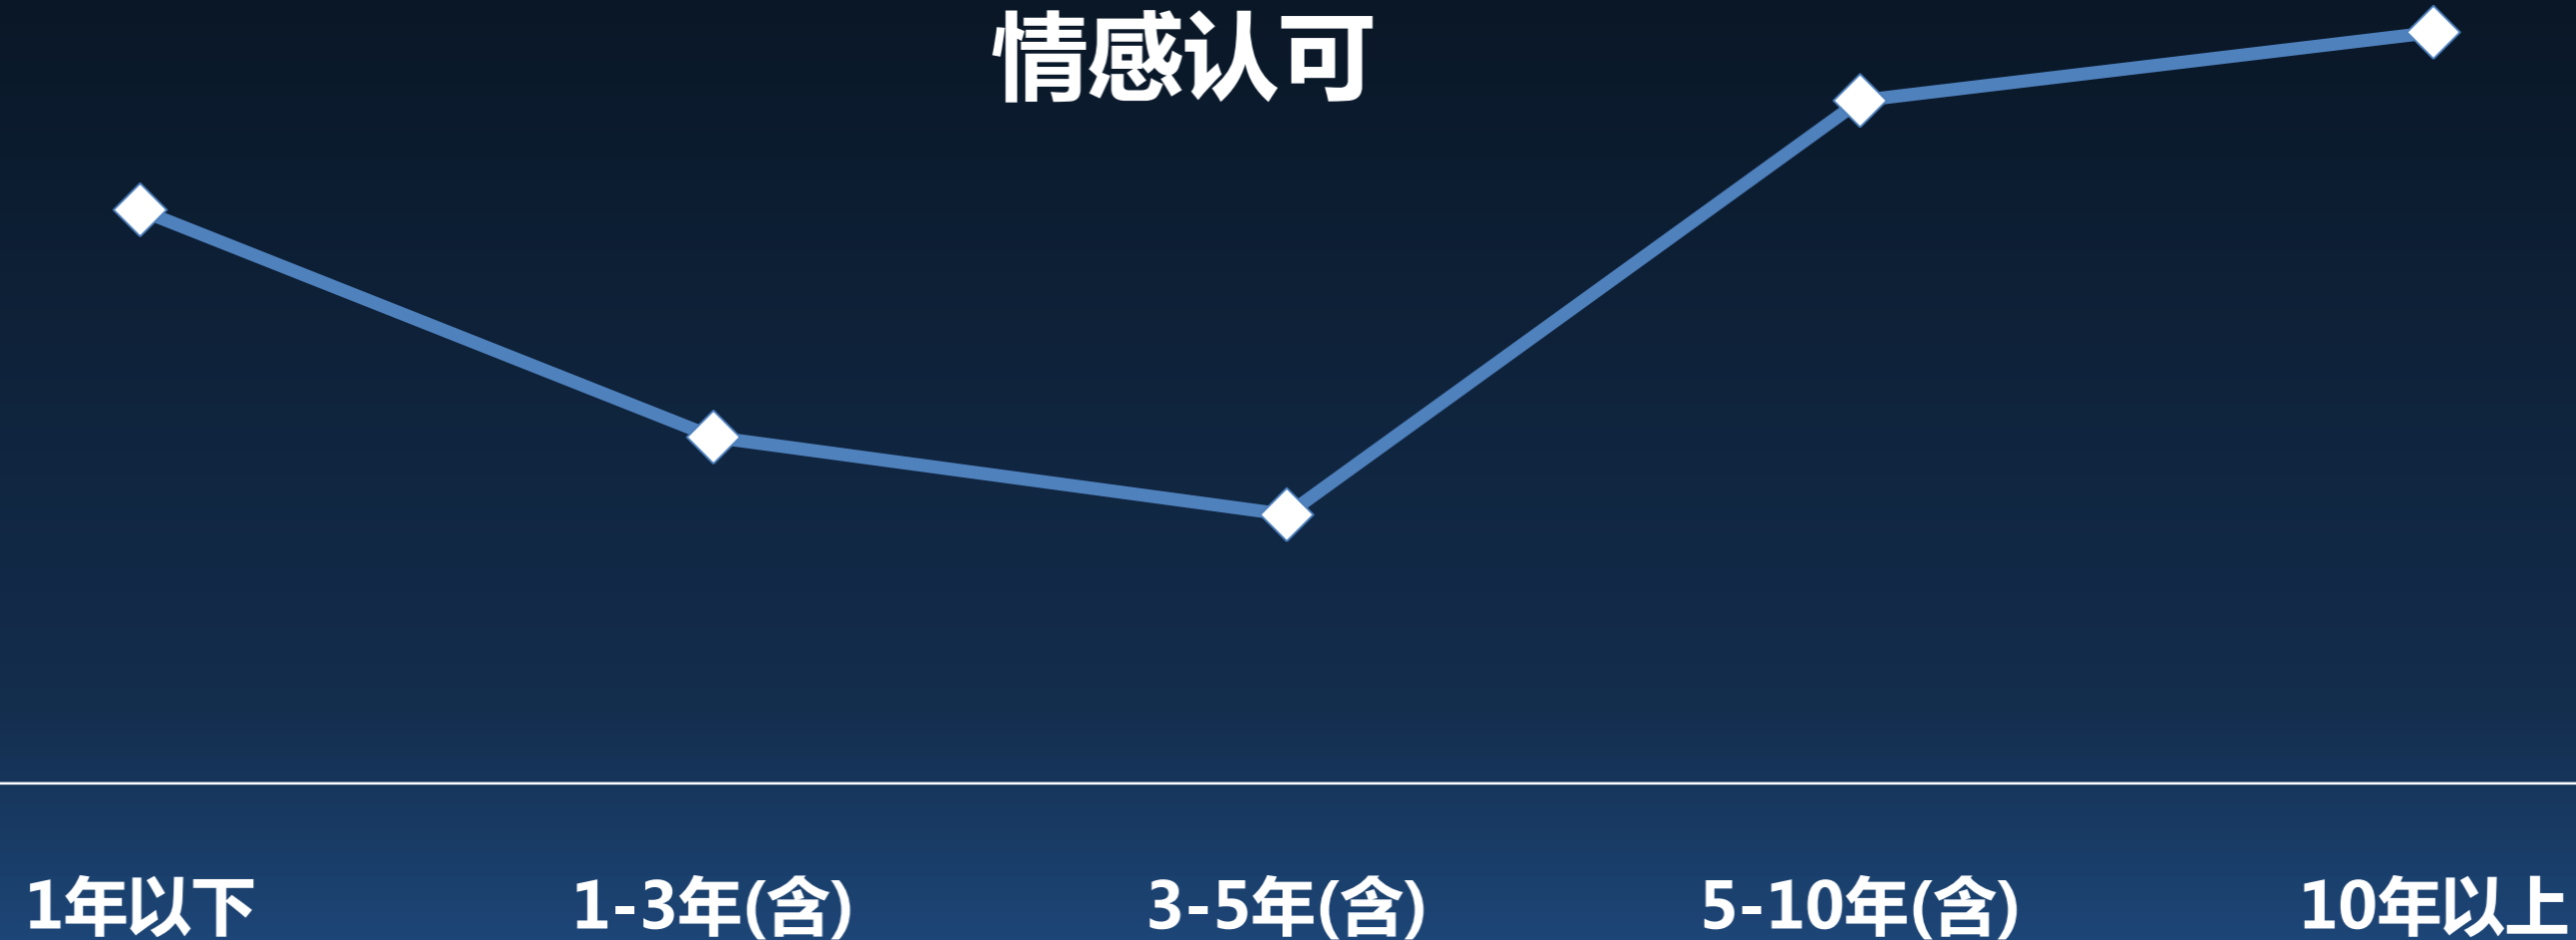 情感认可
1年以下
1-3年(含)
3-5年(含)
5-10年(含)
10年以上